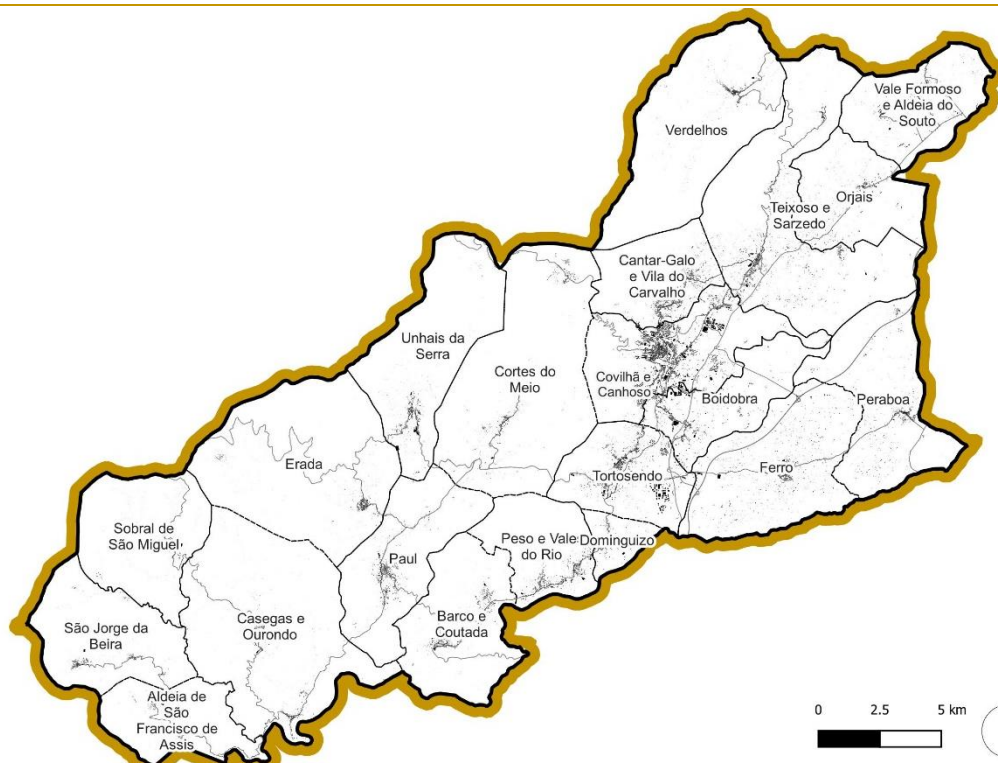 Vale Formoso
e Aldeia do
Souto
Verdelhos
Orjais
Teixoso e
Sarzedo
Cantar-Galo
e Vila do
Carvalho
Unhais da
Serra
Cortes do
Meio
Covilhã e
Canhoso
Boidobra
Peraboa
Erada
Tortosendo
Ferro
Sobral de
São Miguel
Paul
Peso e Vale
do Rio
Dominguizo
Casegas e
Ourondo
Barco e
Coutada
São Jorge da
Beira
Aldeia de
São
Francisco de
Assis
0 2.5 5 km